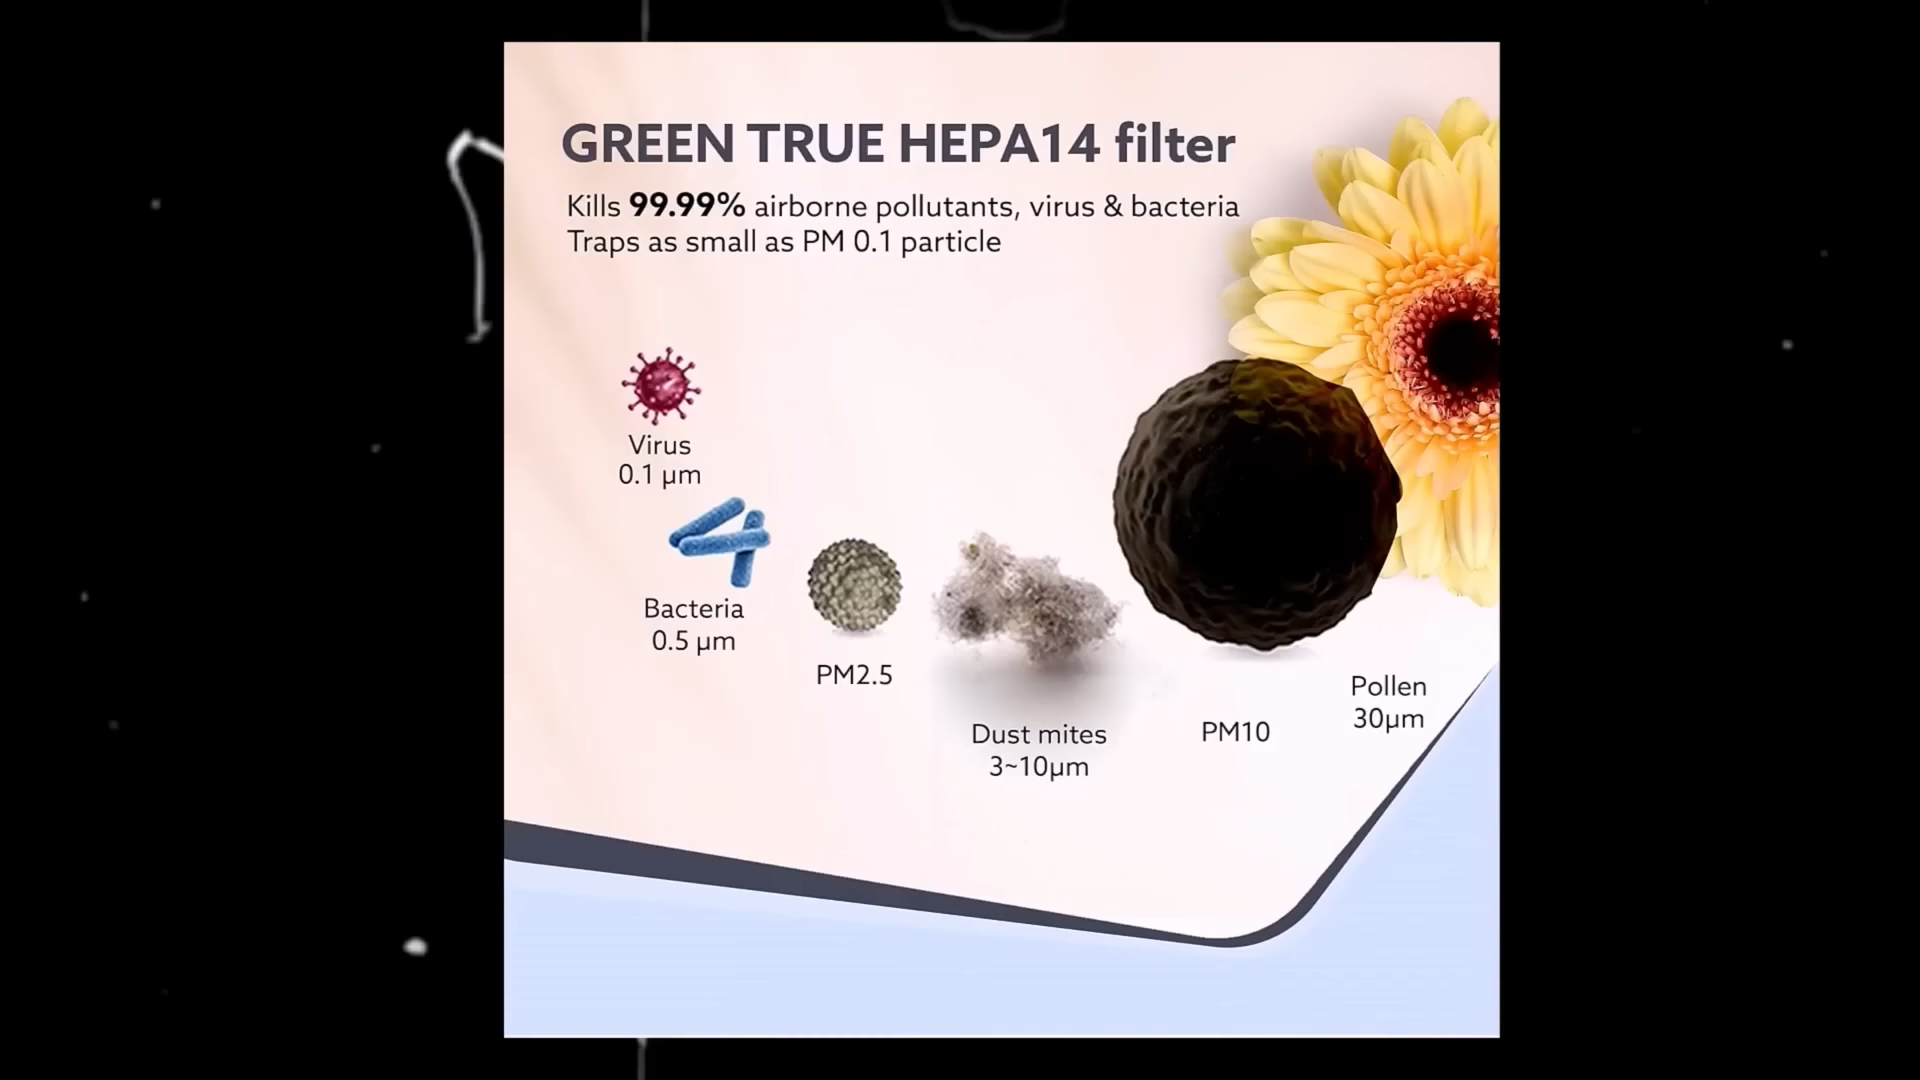 GREEN TRUE HEPA14 filter
Kills 99.99% airborne pollutants, virus & bacteria
Traps as small as PM 0.1 particle
Virus
0.1 µm
Bacteria
0.5 µm
PM2.5
Dust mites
3~10µm
PM10
Pollen
30µm